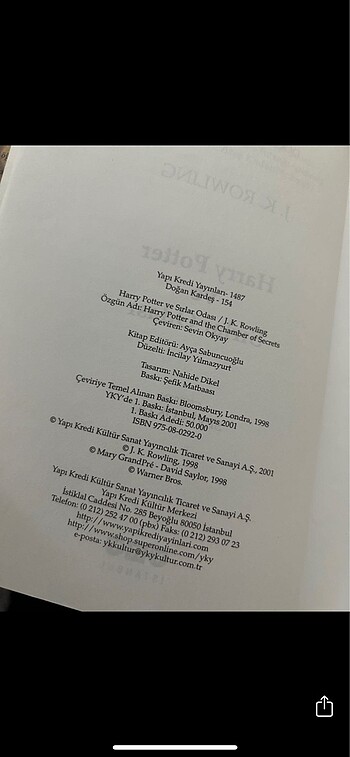 J. K. ROWLING
Harry Potter
Yapı Kredi Yayınları- 1487
Doğan Kardeş - 154
Harry Potter ve Sırlar Odası / J. K. Rowling
Özgün Adı: Harry Potter and the Chamber of Secrets
Çeviren: Sevin Okyay
Kitap Editörü: Ayça Sabuncuoğlu
Düzelti: İncilay Yılmazyurt
Tasarım: Nahide Dikel
Baskı: Şefik Matbaası
Çeviriye Temel Alınan Baskı: Bloomsbury, Londra, 1998
YKY'de 1. Baskı: İstanbul, Mayıs 2001
1. Baskı Adedi: 50.000
ISBN 975-08-0292-0
© Yapı Kredi Kültür Sanat Yayıncılık Ticaret ve Sanayi A.Ş., 2001
© J. K. Rowling, 1998
© Mary GrandPré - David Saylor, 1998
© Warner Bros.
Yapı Kredi Kültür Sanat Yayıncılık Ticaret ve Sanayi A.Ş.
Yapı Kredi Kültür Merkezi
İstiklal Caddesi No. 285 Beyoğlu 80050 İstanbul
Telefon: (0 212) 252 47 00 (pbx) Faks: (0 212) 293 07 23
http://www.yapikrediyayinlari.com
http://www.shop.superonline.com/yky
e-posta: ykkultur@ykykultur.com.tr
İSTANBUL